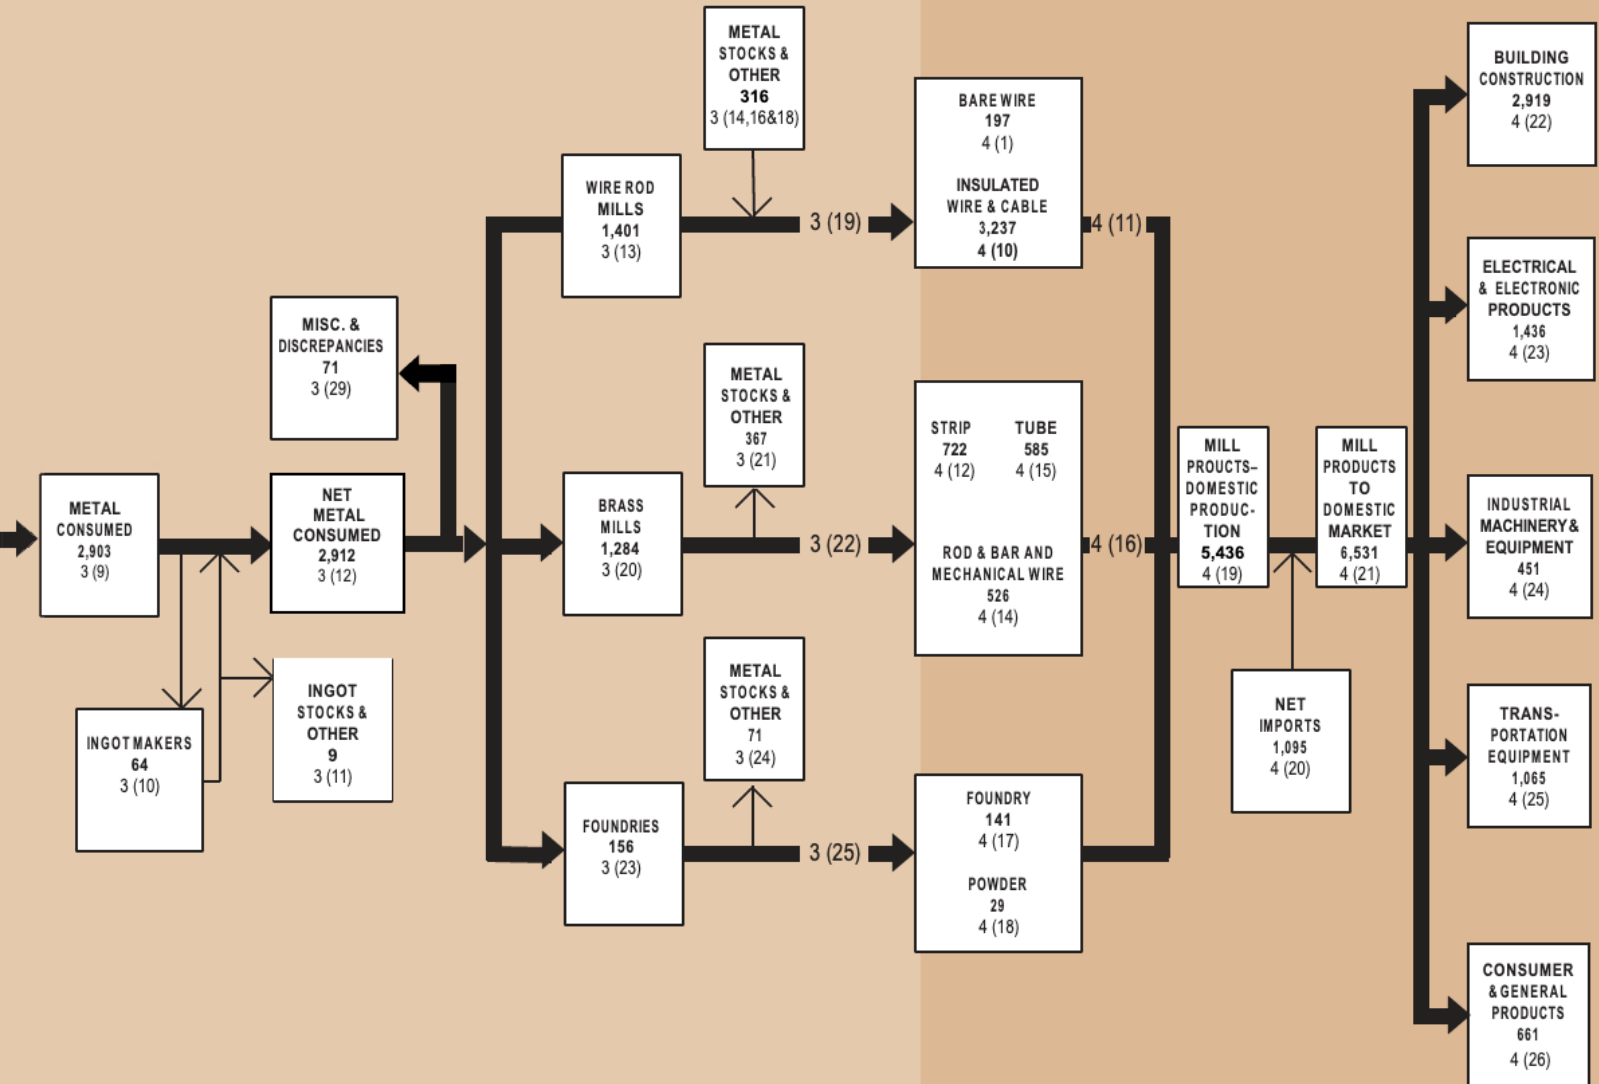 METAL
CONSUMED
2,903
3 (9)
INGOT MAKERS
64
3 (10)
MISC. &
DISCREPANCIES
71
3 (29)
NET
METAL
CONSUMED
2,912
3 (12)
INGOT
STOCKS &
OTHER
9
3 (11)
WIRE ROD
MILLS
1,401
3 (13)
BRASS
MILLS
1,284
3 (20)
FOUNDRIES
156
3 (23)
METAL
STOCKS &
OTHER
316
3 (14,16&18)
3 (19)
METAL
STOCKS &
OTHER
367
3 (21)
3 (22)
METAL
STOCKS &
OTHER
71
3 (24)
3 (25)
BARE WIRE
197
4 (1)
INSULATED
WIRE & CABLE
3,237
4 (10)
4 (11)
STRIP
722
4 (12)
TUBE
585
4 (15)
ROD & BAR AND
MECHANICAL WIRE
526
4 (14)
4 (16)
FOUNDRY
141
4 (17)
POWDER
29
4 (18)
MILL
PROUCTS–
DOMESTIC
PRODUC-
TION
5,436
4 (19)
NET
IMPORTS
1,095
4 (20)
MILL
PRODUCTS
TO
DOMESTIC
MARKET
6,531
4 (21)
BUILDING
CONSTRUCTION
2,919
4 (22)
ELECTRICAL
& ELECTRONIC
PRODUCTS
1,436
4 (23)
INDUSTRIAL
MACHINERY &
EQUIPMENT
451
4 (24)
TRANS-
PORTATION
EQUIPMENT
1,065
4 (25)
CONSUMER
& GENERAL
PRODUCTS
661
4 (26)